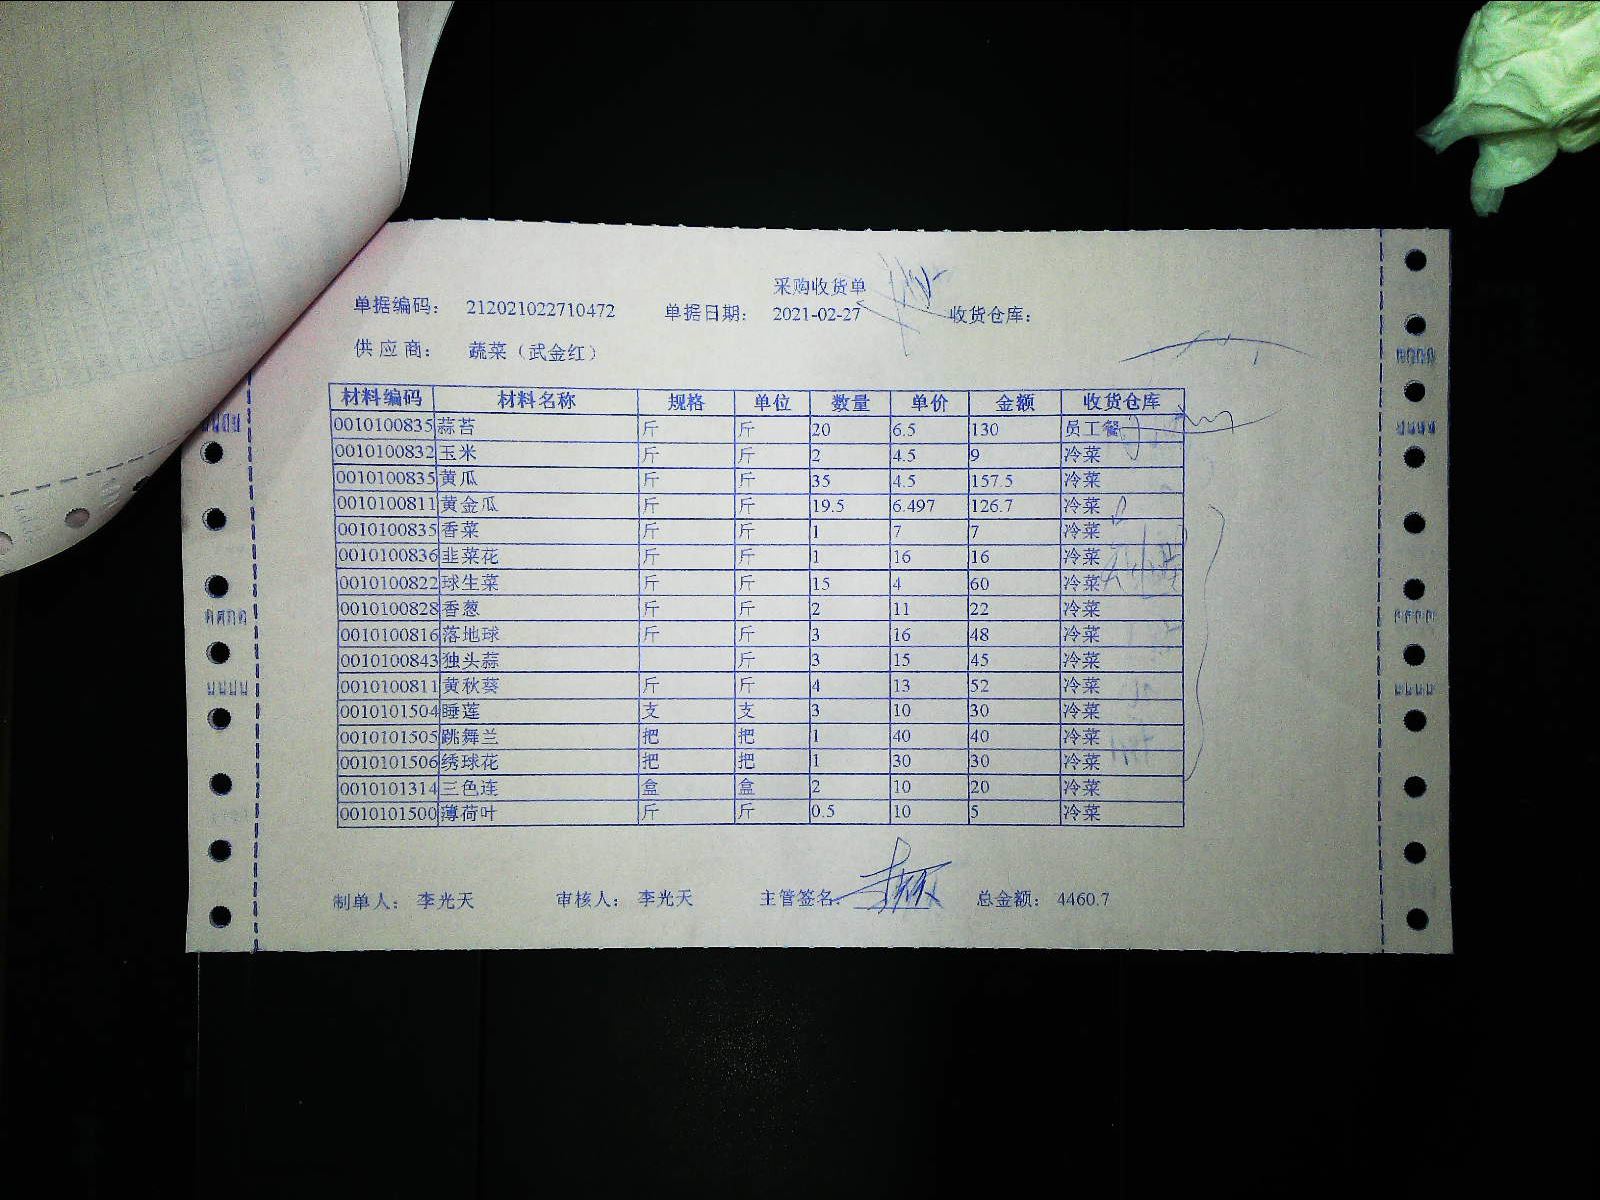 采购收货单
单据编码： 212021022710472 单据日期： 2021-02-27 收货仓库：
供应商： 蔬菜（武金红）
材料编码 材料名称 规格 单位 数量 单价 金额 收货仓库
0010100835 蒜苔 斤 斤 20 6.5 130 员工餐
0010100832 玉米 斤 斤 2 4.5 9 冷菜
0010100835 黄瓜 斤 斤 35 4.5 157.5 冷菜
0010100811 黄金瓜 斤 斤 19.5 6.497 126.7 冷菜
0010100835 香菜 斤 斤 1 7 7 冷菜
0010100836 韭菜花 斤 斤 1 16 16 冷菜
0010100822 球生菜 斤 斤 15 4 60 冷菜
0010100828 香葱 斤 斤 2 11 22 冷菜
0010100816 落地球 斤 斤 3 16 48 冷菜
0010100843 独头蒜 斤 3 15 45 冷菜
0010100811 黄秋葵 斤 斤 4 13 52 冷菜
0010101504 睡莲 支 支 3 10 30 冷菜
0010101505 跳舞兰 把 把 1 40 40 冷菜
0010101506 绣球花 把 把 1 30 30 冷菜
0010101314 三色连 盒 盒 2 10 20 冷菜
0010101500 薄荷叶 斤 斤 0.5 10 5 冷菜
制单人： 李光天 审核人： 李光天 主管签名： 总金额： 4460.7